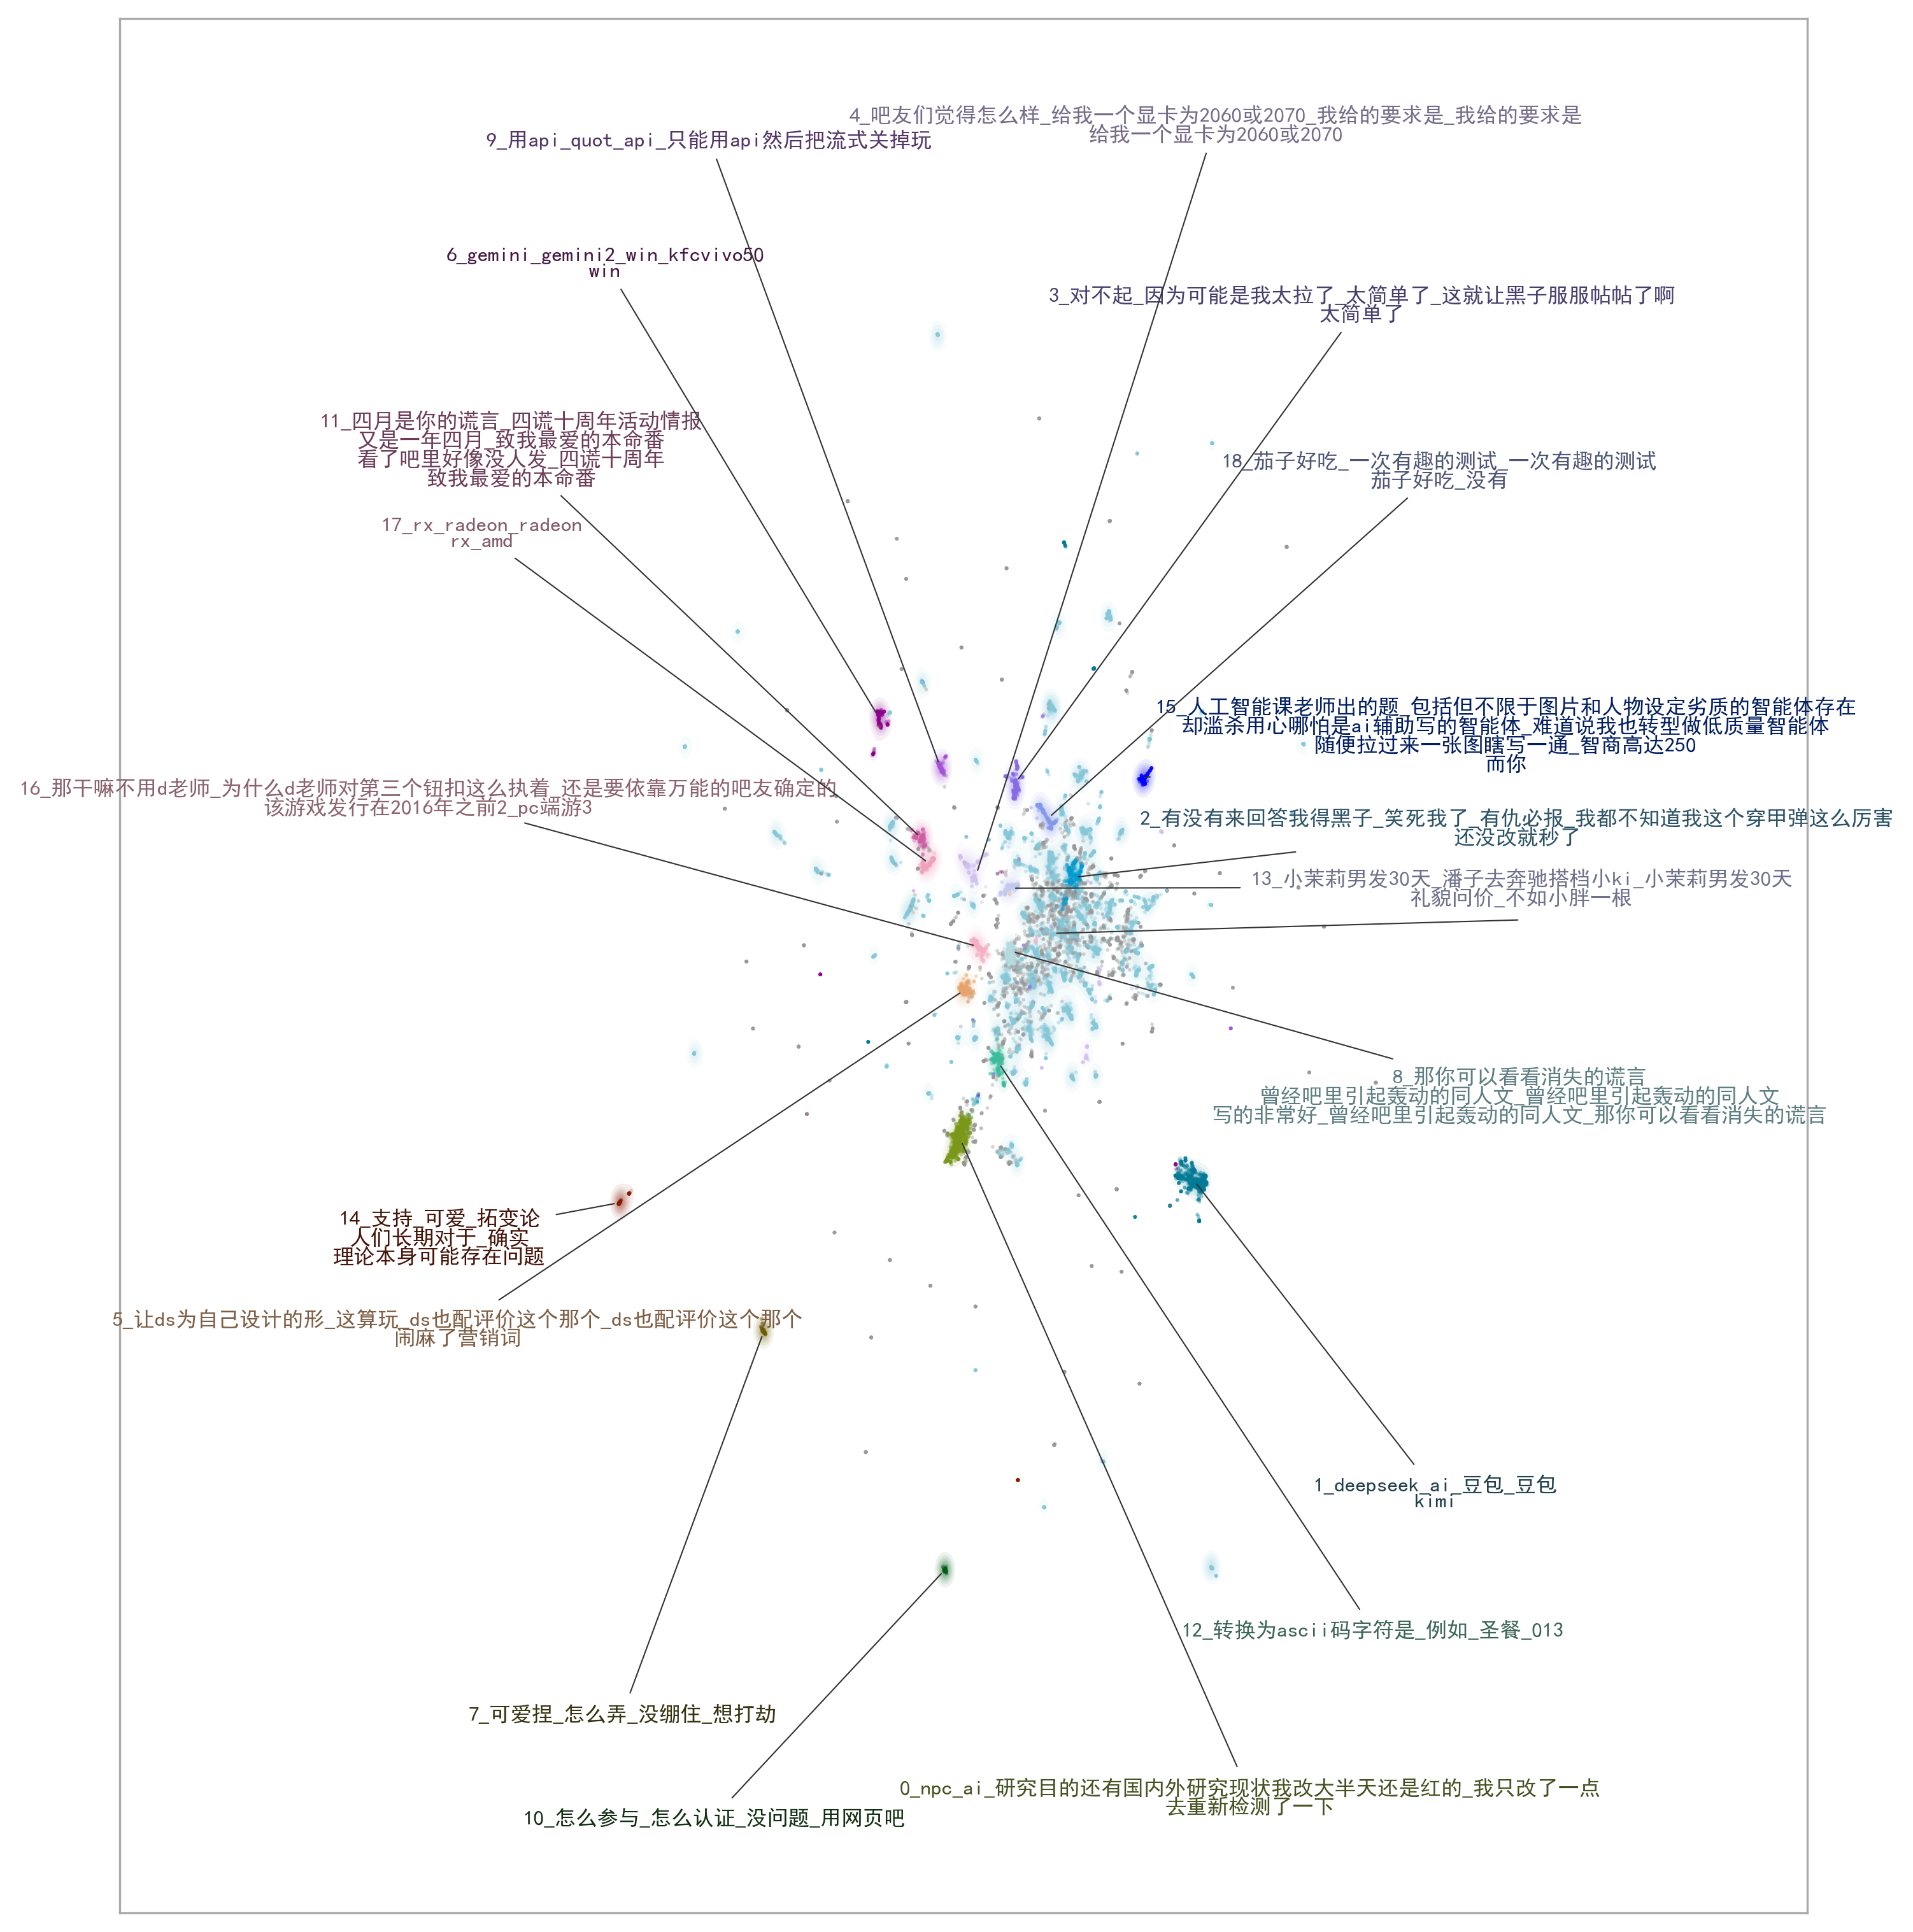 4_吧友们觉得怎么样_给我一个显卡为2060或2070_我给的要求是_我给的要求是
给我一个显卡为2060或2070
9_用api_quot_api_只能用api然后把流式关掉玩
6_gemini_gemini2_win_kfcvivo50
win
3_对不起_因为可能是我太拉了_太简单了_这就让黑子服服帖帖了啊
太简单了
11_四月是你的谎言_四谎十周年活动情报
又是一年四月_致我最爱的本命番
看了吧里好像没人发_四谎十周年
致我最爱的本命番
18_茄子好吃_一次有趣的测试_一次有趣的测试
茄子好吃_没有
17_rx_radeon_radeon
rx_amd
15_人工智能课老师出的题_包括但不限于图片和人物设定劣质的智能体存在
却滥杀用心哪怕是ai辅助写的智能体_难道说我也转型做低质量智能体
随便拉过来一张图瞎写一通_智商高达250
而你
16_那干嘛不用d老师_为什么d老师对第三个钮扣这么执着_还是要依靠万能的吧友确定的
该游戏发行在2016年之前2_pc端游3
2_有没有来回答我得黑子_笑死我了_有仇必报_我都不知道我这个穿甲弹这么厉害
还没改就秒了
13_小茉莉男发30天_潘子去奔驰搭档小ki_小茉莉男发30天
礼貌问价_不如小胖一根
8_那你可以看看消失的谎言
曾经吧里引起轰动的同人文_曾经吧里引起轰动的同人文
写的非常好_曾经吧里引起轰动的同人文_那你可以看看消失的谎言
14_支持_可爱_拓变论
人们长期对于_确实
理论本身可能存在问题
5_让ds为自己设计的形_这算玩_ds也配评价这个那个_ds也配评价这个那个
闹麻了营销词
1_deepseek_ai_豆包_豆包
kimi
12_转换为ascii码字符是_例如_圣餐_013
7_可爱捏_怎么弄_没绷住_想打劫
0_npc_ai_研究目的还有国内外研究现状我改大半天还是红的_我只改了一点
去重新检测了一下
10_怎么参与_怎么认证_没问题_用网页吧